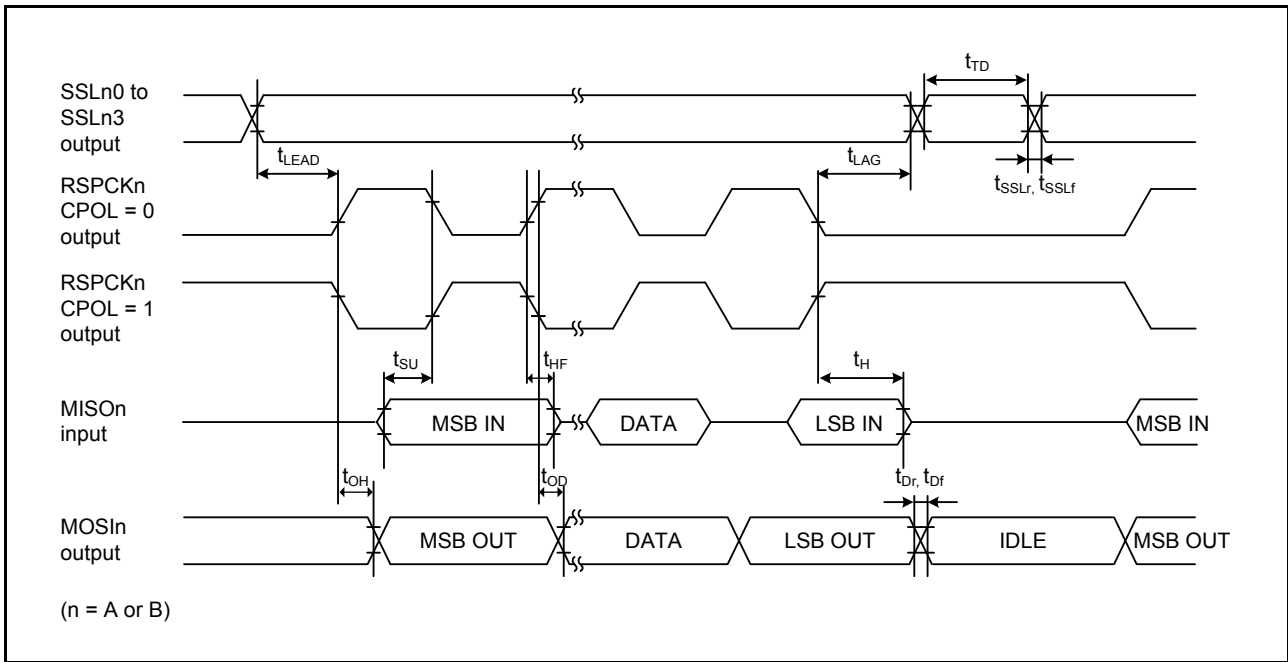 SSLn0 to
SSLn3
output
tTD
tLEAD
tLAG
tSSLr, tSSLf
RSPCKn
CPOL = 0
output
RSPCKn
CPOL = 1
output
tSU
tHF
tH
MISOn
input
MSB IN
DATA
LSB IN
MSB IN
tOH
tOD
tDr, tDf
MOSIn
output
MSB OUT
DATA
LSB OUT
IDLE
MSB OUT
(n = A or B)